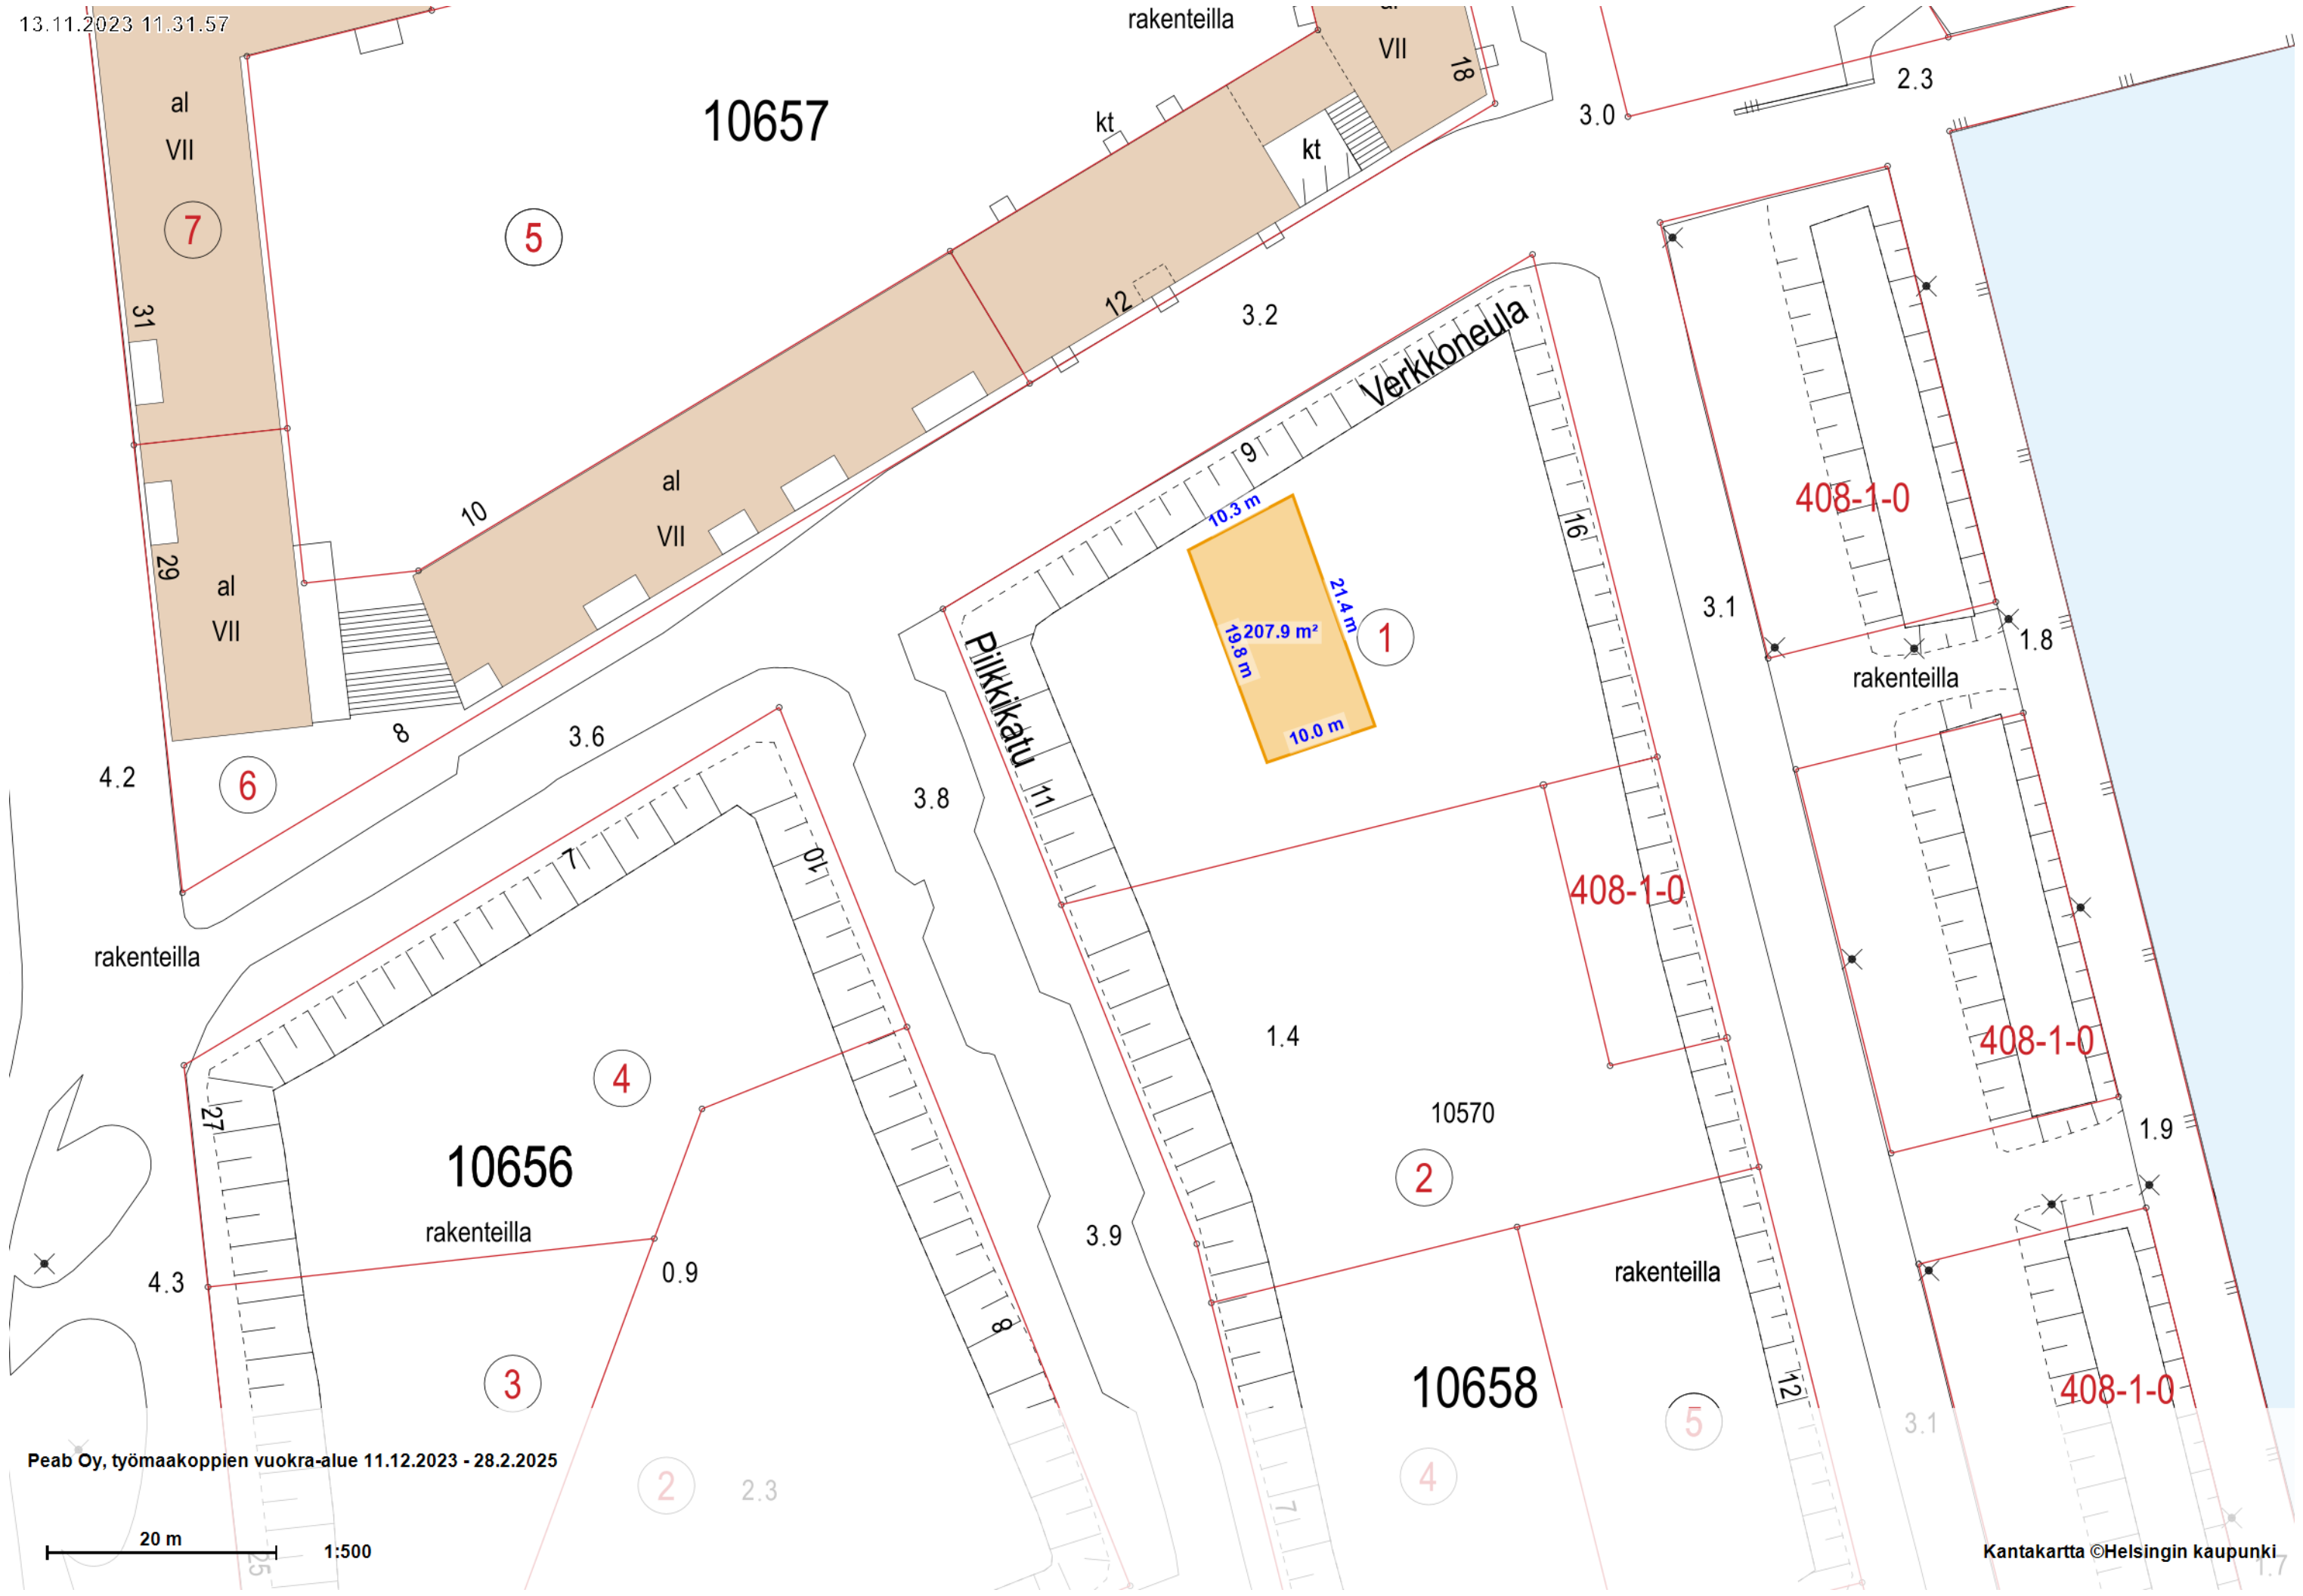 13.11.2023 11.31.57
rakenteilla
VII
18
3.0
2.3
al
VII
10657
kt
kt
7
5
31
12
3.2
Verkkoneula
9
10
al
VII
29
al
VII
10.3 m
21.4 m
207.9 m²
19.8 m
10.0 m
1
16
408-1-0
3.1
1.8
rakenteilla
Pilkkikatu
11
8
3.6
4.2
6
3.8
7
10
408-1-0
rakenteilla
1.4
408-1-0
4
27
10570
1.9
10656
2
rakenteilla
3.9
4.3
0.9
rakenteilla
8
3
10658
12
408-1-0
5
3.1
Peab Oy, työmaakoppien vuokra-alue 11.12.2023 - 28.2.2025
2
2.3
4
7
20 m
1:500
25
Kantakartta ©Helsingin kaupunki
1.7